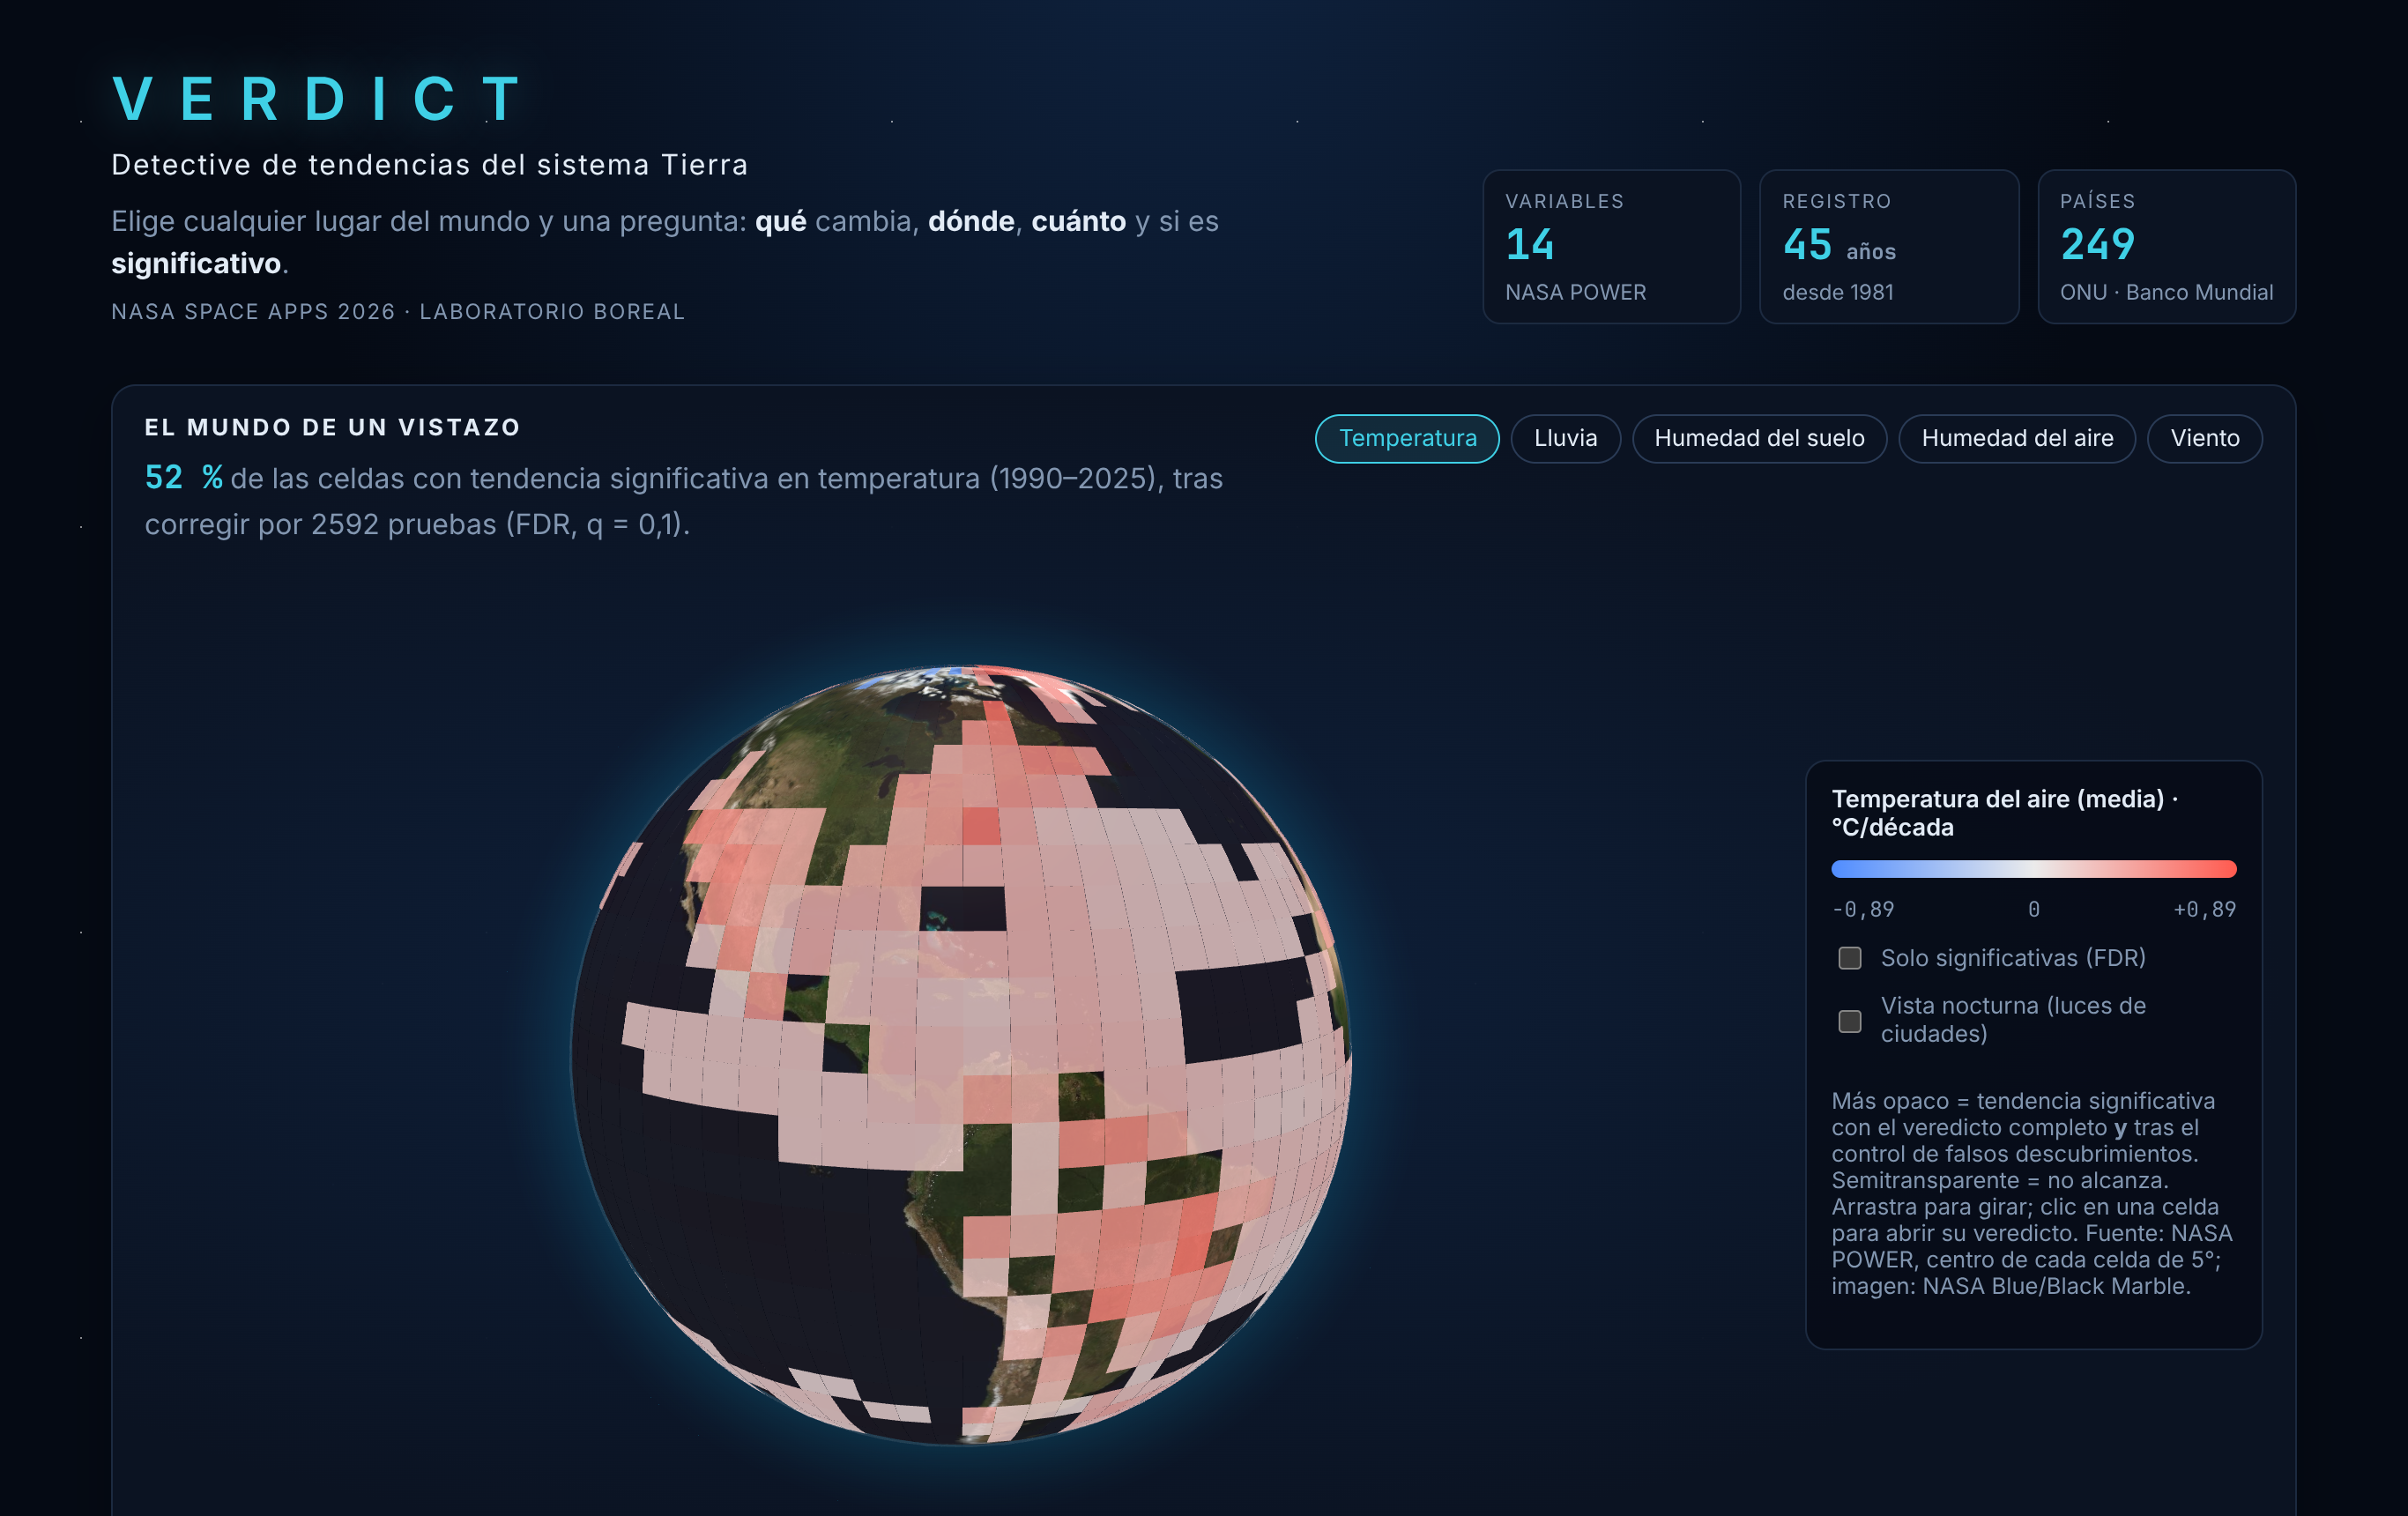 VERDICT
Detective de tendencias del sistema Tierra
Elige cualquier lugar del mundo y una pregunta: qué cambia, dónde, cuánto y si es
significativo.
NASA SPACE APPS 2026 · LABORATORIO BOREAL
VARIABLES
14
NASA POWER
REGISTRO
45 años
desde 1981
PAÍSES
249
ONU · Banco Mundial
EL MUNDO DE UN VISTAZO
52 % de las celdas con tendencia significativa en temperatura (1990–2025), tras
corregir por 2592 pruebas (FDR, q = 0,1).
Temperatura
Lluvia
Humedad del suelo
Humedad del aire
Viento
Temperatura del aire (media) ·
°C/década
-0,89 0 +0,89
Solo significativas (FDR)
Vista nocturna (luces de
ciudades)
Más opaco = tendencia significativa
con el veredicto completo y tras el
control de falsos descubrimientos.
Semitransparente = no alcanza.
Arrastra para girar; clic en una celda
para abrir su veredicto. Fuente: NASA
POWER, centro de cada celda de 5°;
imagen: NASA Blue/Black Marble.